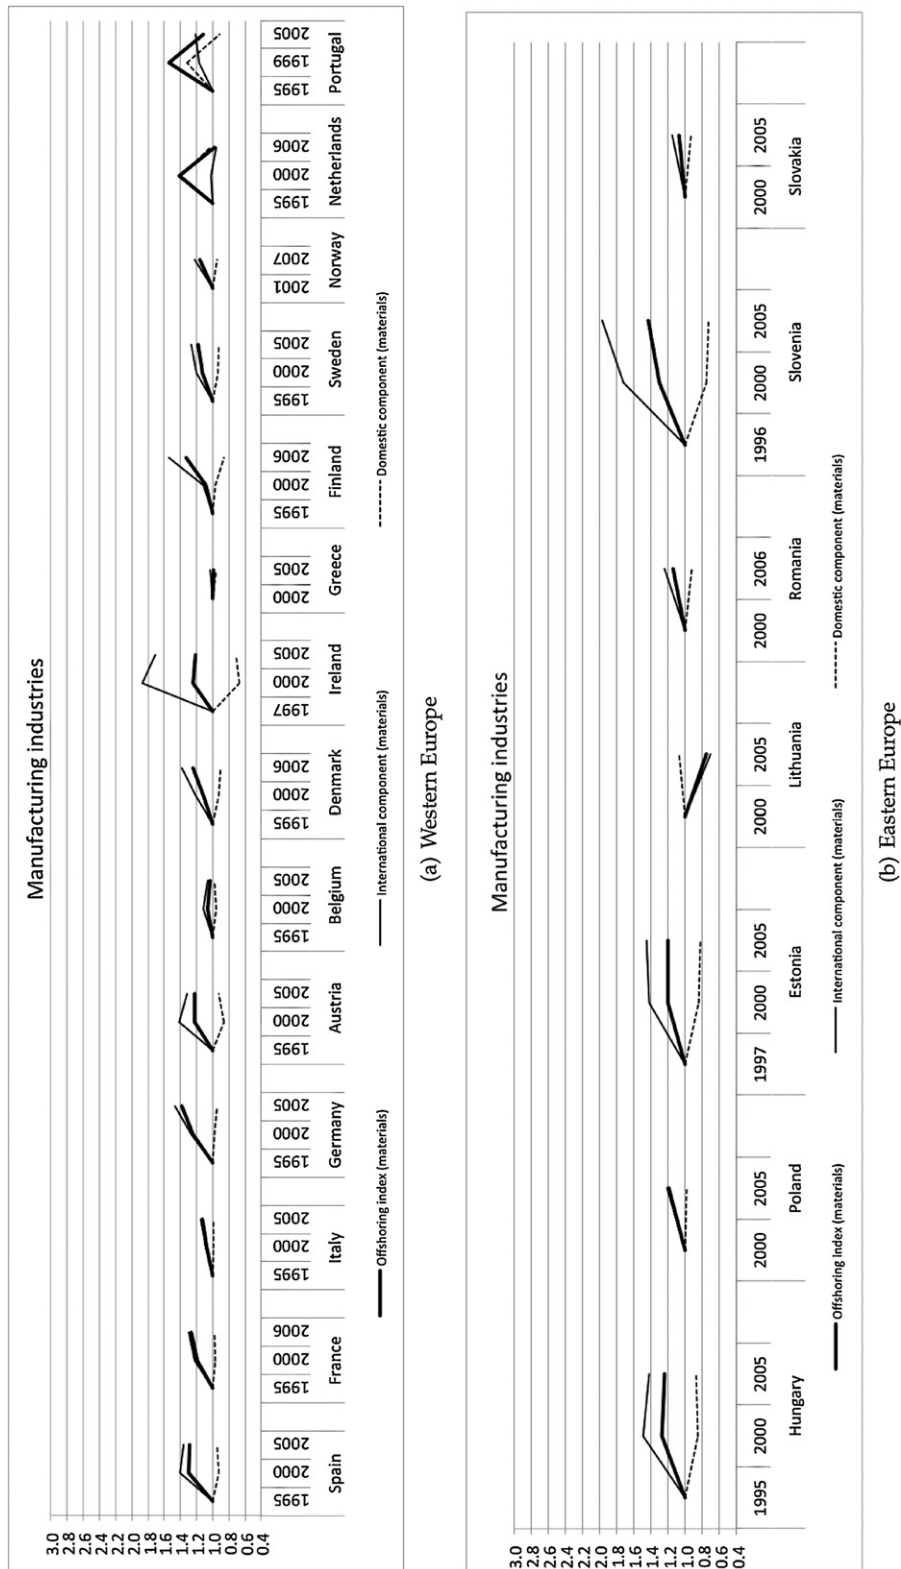 Manufacturing industries
3.0
2.8
2.6
2.4
2.2
2.0
1.8
1.6
1.4
1.2
1.0
0.8
0.6
0.4
1995 2000 2005 1995 2000 2006 1995 2000 2005 1995 2000 2005 1995 2000 2005 1995 2000 2005 1995 2000 2006 1997 2000 2005 2000 2005 1995 2000 2006 1995 2000 2005 2001 2007 1995 2000 2006 1995 1999 2005
Spain France Italy Germany Austria Belgium Denmark Ireland Greece Finland Sweden Norway Netherlands Portugal
Offshoring index (materials) International component (materials) Domestic component (materials)
(a) Western Europe
Manufacturing industries
3.0
2.8
2.6
2.4
2.2
2.0
1.8
1.6
1.4
1.2
1.0
0.8
0.6
0.4
1995 2000 2005 2000 2005 1997 2000 2005 2000 2005 2000 2006 1996 2000 2005 2000 2005
Hungary Poland Estonia Lithuania Romania Slovenia Slovakia
Offshoring index (materials) International component (materials) Domestic component (materials)
(b) Eastern Europe